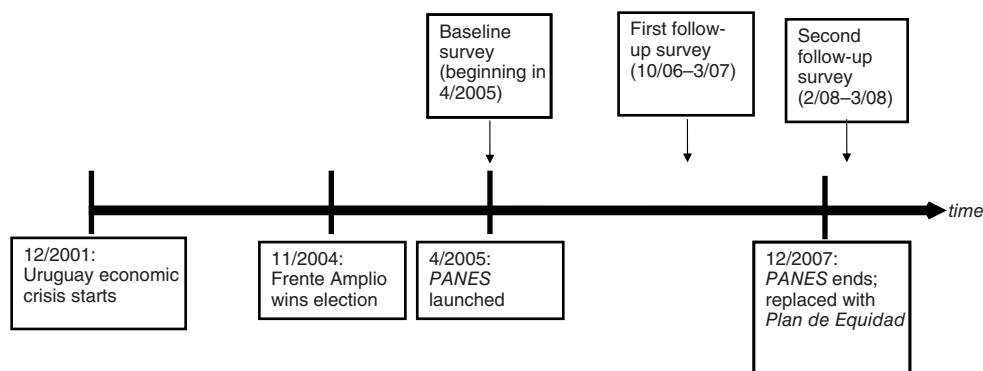 Baseline
survey
(beginning in
4/2005)
First follow-
up survey
(10/06–3/07)
Second
follow-up
survey
(2/08–3/08)
time
12/2001:
Uruguay economic
crisis starts
11/2004:
Frente Amplio
wins election
4/2005:
PANES
launched
12/2007:
PANES ends;
replaced with
Plan de Equidad